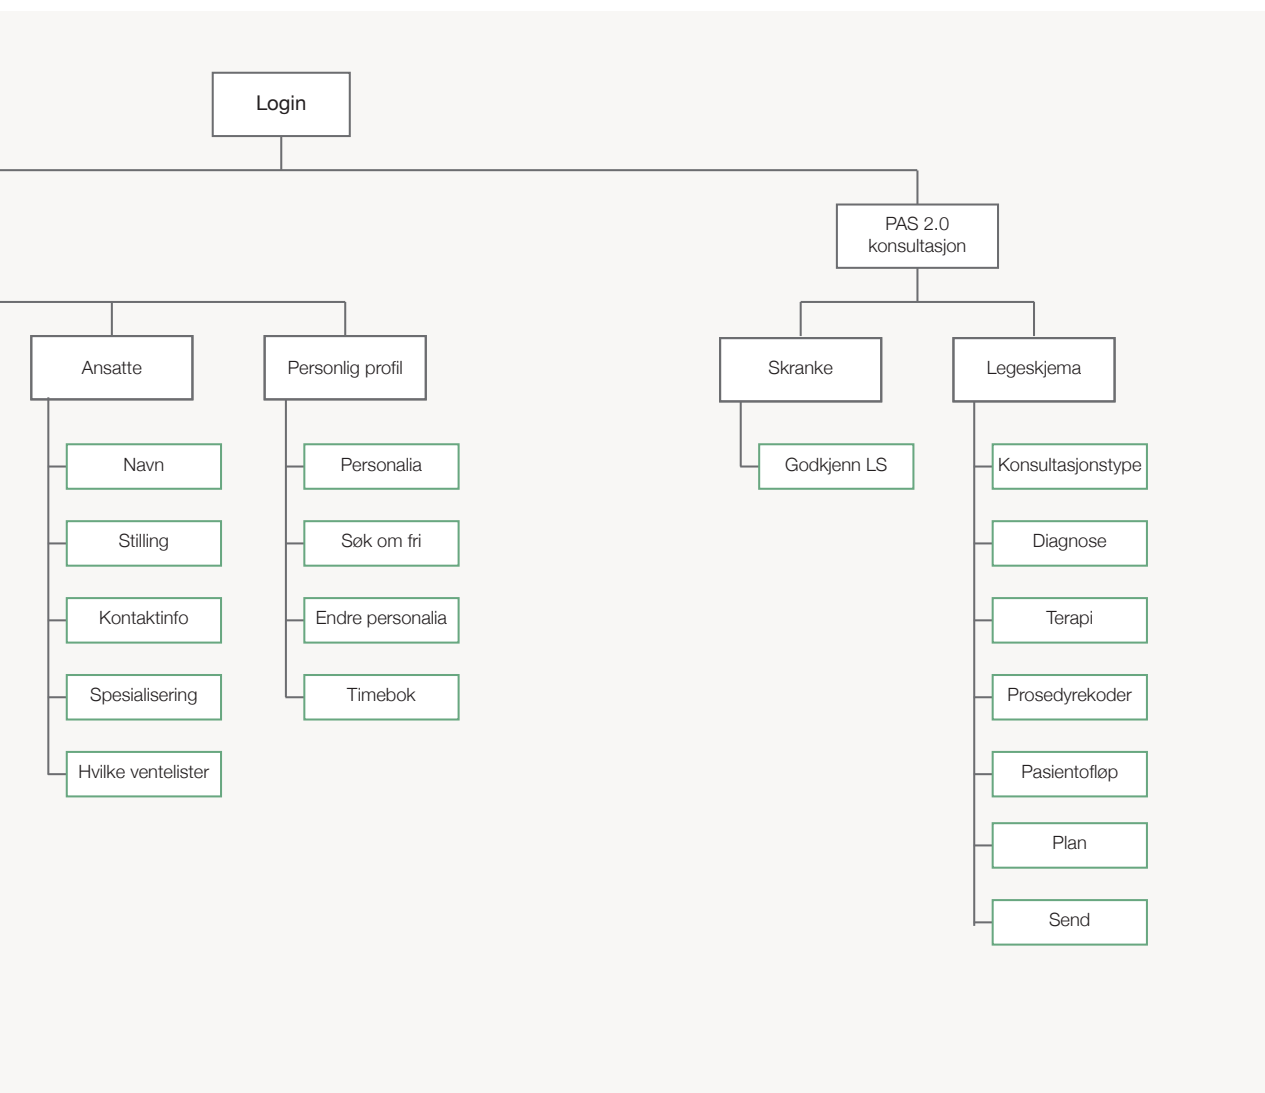 Login
PAS 2.0
konsultasjon
Ansatte
Personlig profil
Skranke
Legeskjema
Navn
Personalia
Godkjenn LS
Konsultasjonstype
Stilling
Søk om fri
Diagnose
Kontaktinfo
Endre personalia
Terapi
Spesialisering
Timebok
Prosedyrekoder
Hvilke ventelister
Pasientofløp
Plan
Send